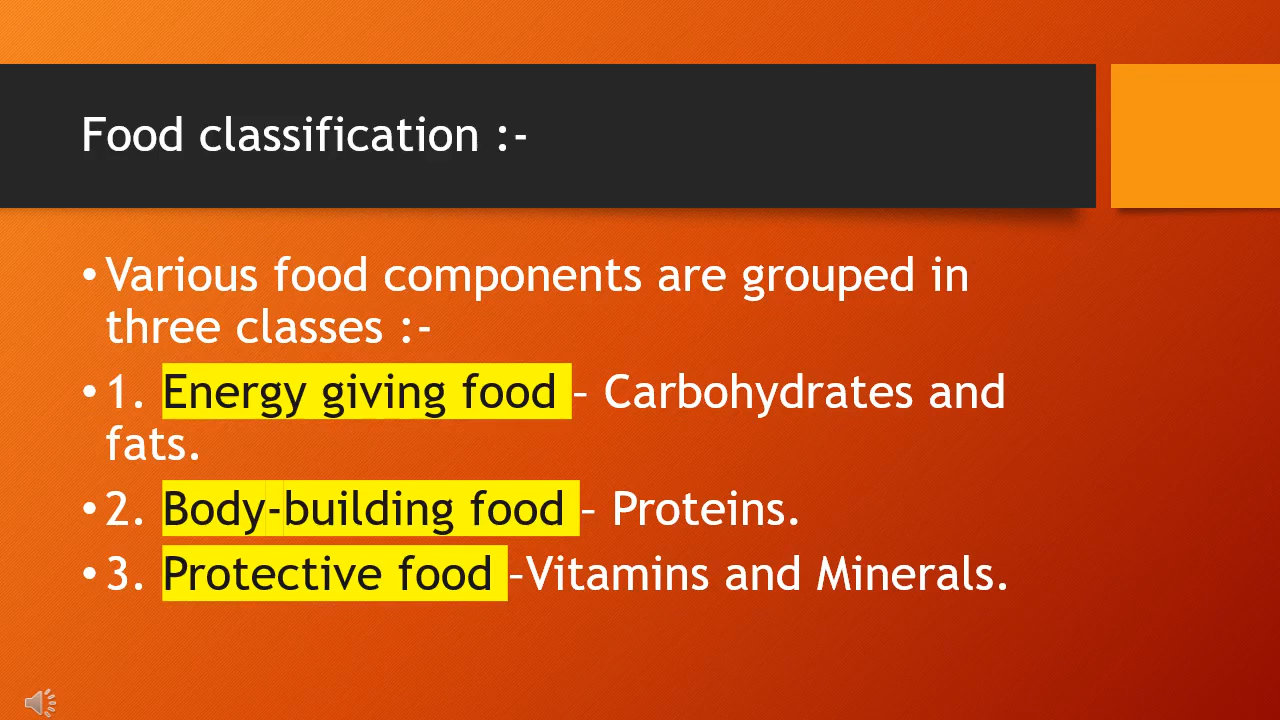 Food classification :-
•Various food components are grouped in
three classes :-
•1. Energy giving food – Carbohydrates and
fats.
•2. Body-building food – Proteins.
•3. Protective food –Vitamins and Minerals.